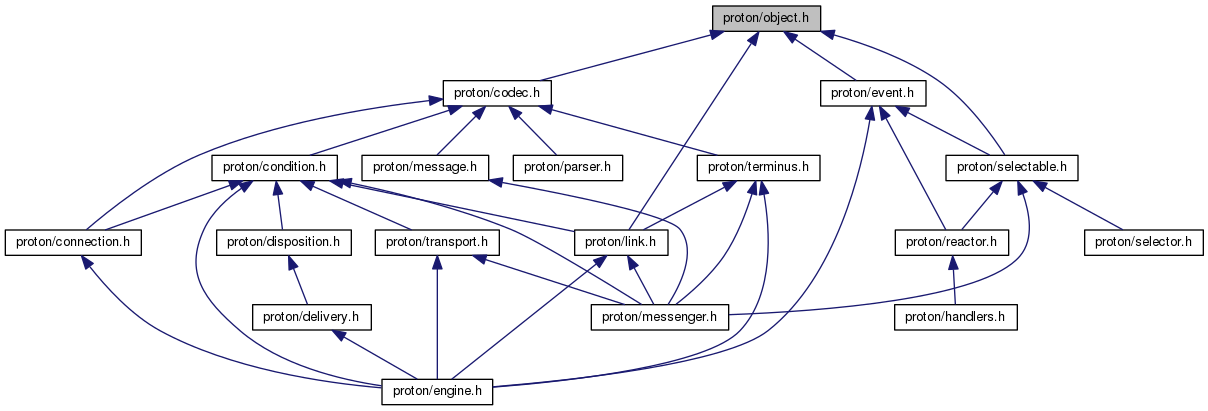 proton/object.h
proton/codec.h
proton/event.h
proton/condition.h
proton/message.h
proton/parser.h
proton/terminus.h
proton/selectable.h
proton/connection.h
proton/disposition.h
proton/transport.h
proton/link.h
proton/reactor.h
proton/selector.h
proton/delivery.h
proton/messenger.h
proton/handlers.h
proton/engine.h